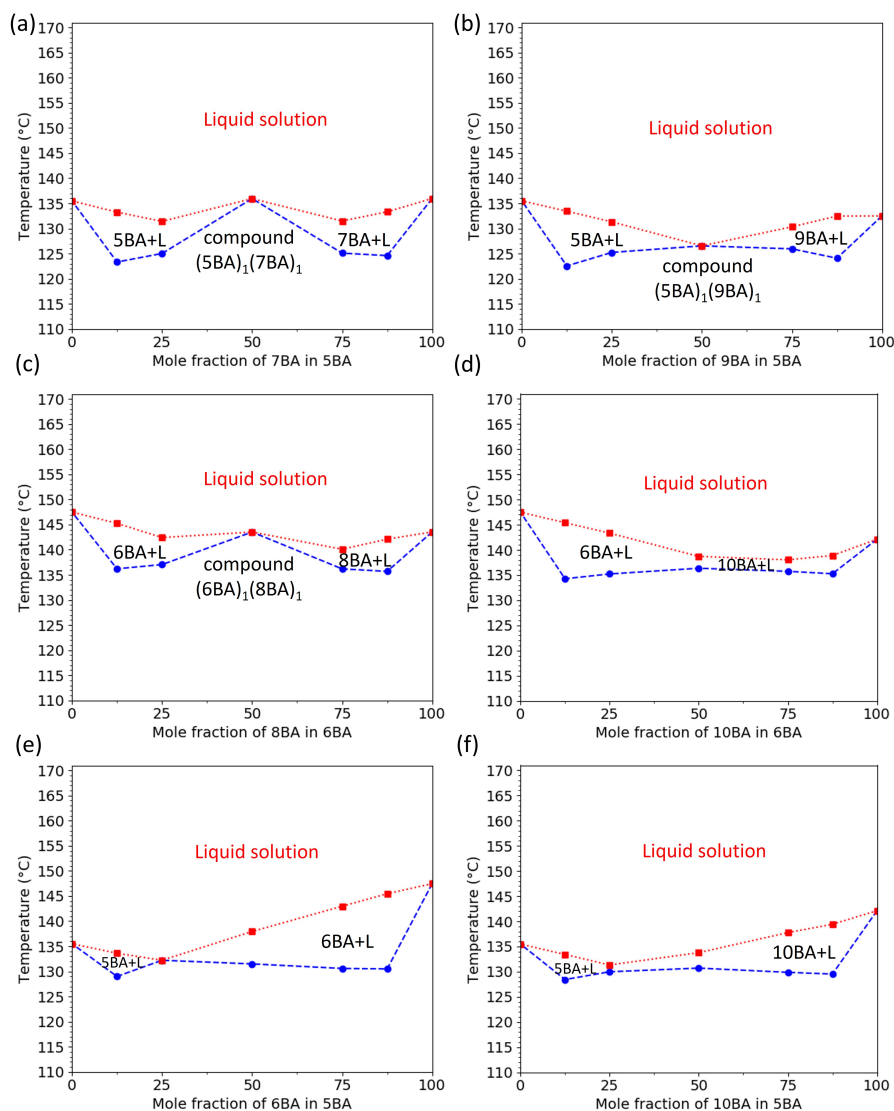 (a)
Temperature (°C)
170
165
160
155
150
145
140
135
130
125
120
115
110
Liquid solution
5BA+L
compound
(5BA)₁(7BA)₁
7BA+L
0 25 50 75 100
Mole fraction of 7BA in 5BA
(b)
Temperature (°C)
170
165
160
155
150
145
140
135
130
125
120
115
110
Liquid solution
5BA+L
9BA+L
compound
(5BA)₁(9BA)₁
0 25 50 75 100
Mole fraction of 9BA in 5BA
(c)
Temperature (°C)
170
165
160
155
150
145
140
135
130
125
120
115
110
Liquid solution
6BA+L
compound
(6BA)₁(8BA)₁
8BA+L
0 25 50 75 100
Mole fraction of 8BA in 6BA
(d)
Temperature (°C)
170
165
160
155
150
145
140
135
130
125
120
115
110
Liquid solution
6BA+L
10BA+L
0 25 50 75 100
Mole fraction of 10BA in 6BA
(e)
Temperature (°C)
170
165
160
155
150
145
140
135
130
125
120
115
110
Liquid solution
5BA+L
6BA+L
0 25 50 75 100
Mole fraction of 6BA in 5BA
(f)
Temperature (°C)
170
165
160
155
150
145
140
135
130
125
120
115
110
Liquid solution
5BA+L
10BA+L
0 25 50 75 100
Mole fraction of 10BA in 5BA